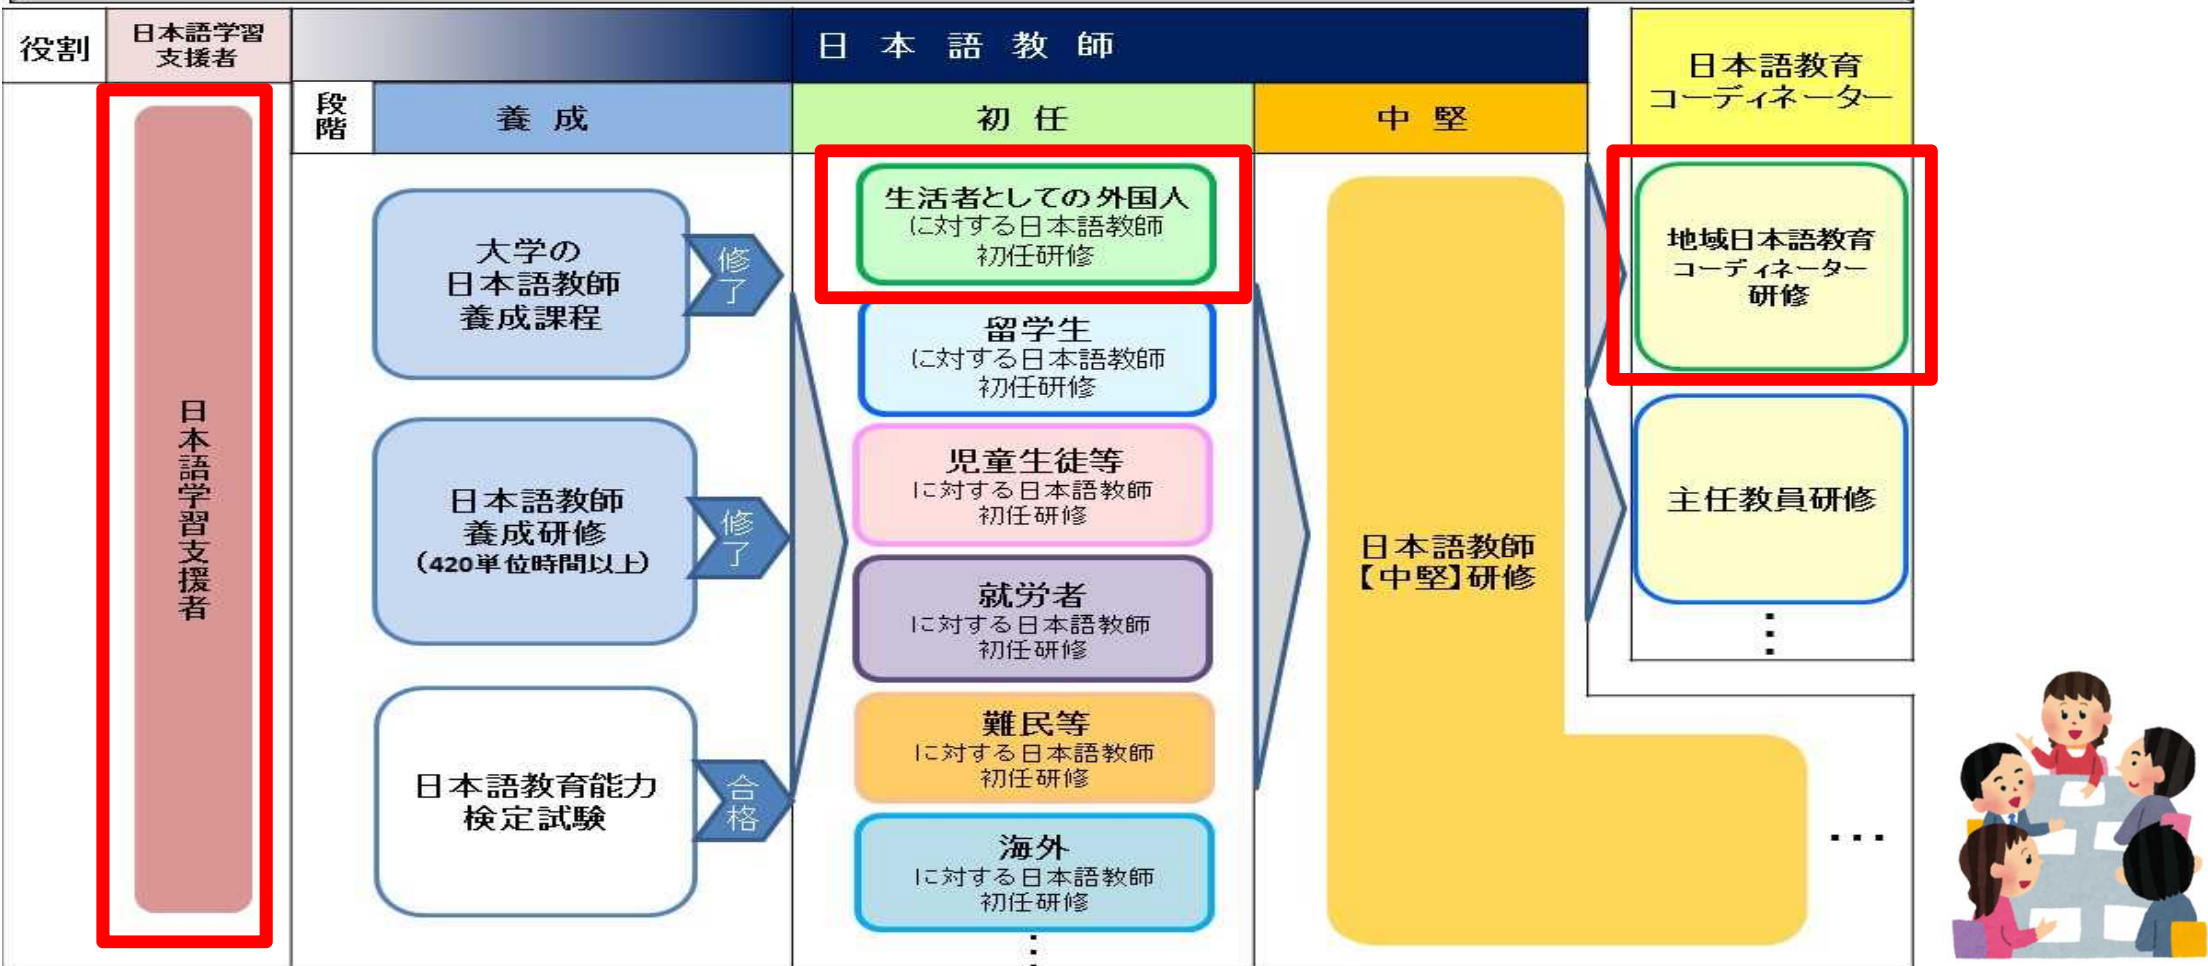 役割
日本語学習
支援者
日本語教師
日本語教育
コーディネーター
段
階
養成
初任
中堅
日本語学習支援者
大学の
日本語教師
養成課程
修
了
日本語教師
養成研修
（420単位時間以上）
修
了
日本語教育能力
検定試験
合
格
生活者としての外国人
に対する日本語教師
初任研修
留学生
に対する日本語教師
初任研修
児童生徒等
に対する日本語教師
初任研修
就労者
に対する日本語教師
初任研修
難民等
に対する日本語教師
初任研修
海外
に対する日本語教師
初任研修
⋮
日本語教師
【中堅】研修
…
地域日本語教育
コーディネーター
研修
主任教員研修
⋮